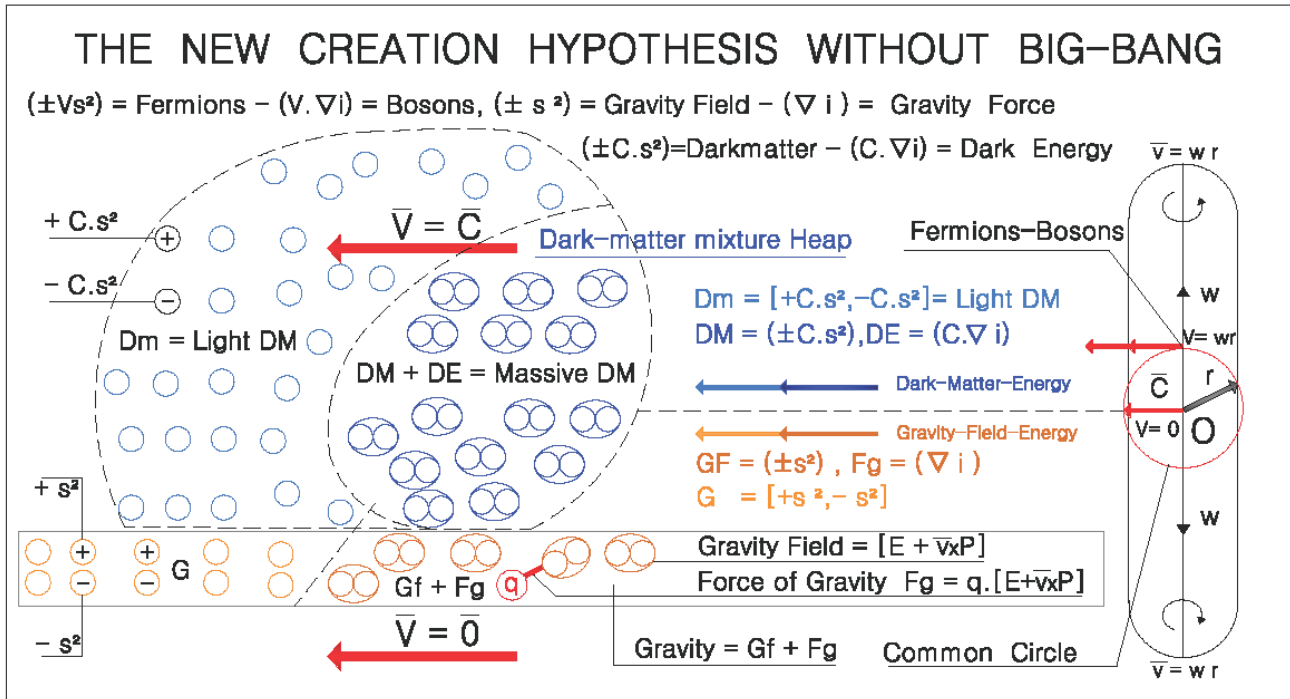 THE NEW CREATION HYPOTHESIS WITHOUT BIG-BANG
(±Vs²) = Fermions - (V.∇i) = Bosons, (± s²) = Gravity Field - (∇ i) = Gravity Force
(±C.s²)=Darkmatter - (C.∇i) = Dark Energy
v̅ = w r
+ C.s²
V̅ = C̅
Dark-matter mixture Heap
Fermions-Bosons
+
- C.s²
-
Dm = [+C.s²,-C.s²]= Light DM
w
Dm = Light DM
DM = (±C.s²),DE = (C.∇ i)
V= wr
DM + DE = Massive DM
Dark-Matter-Energy
C̅
r
V= 0
O
Gravity-Field-Energy
GF = (±s²) , Fg = (∇ i)
+ s²
G = [+s ²,- s²]
w
+ +
G
- -
Gf + Fg
q
Gravity Field = [E + v̅xP]
Force of Gravity Fg = q.[E+v̅xP]
V̅ = 0̅
- s²
Gravity = Gf + Fg
Common Circle
v̅ = w r